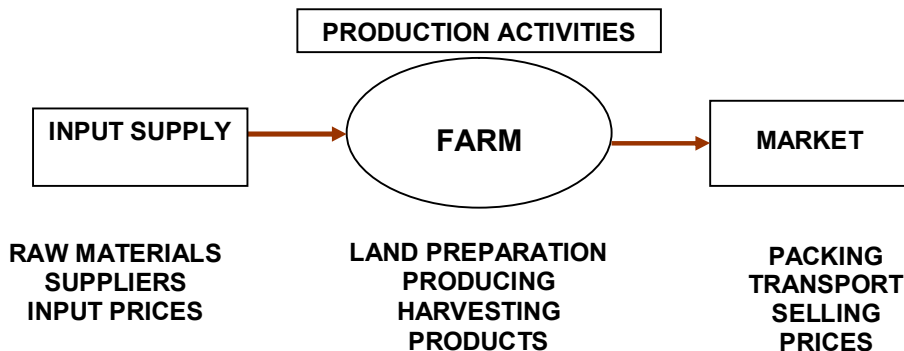 PRODUCTION ACTIVITIES
INPUT SUPPLY
FARM
MARKET
RAW MATERIALS
SUPPLIERS
INPUT PRICES
LAND PREPARATION
PRODUCING
HARVESTING
PRODUCTS
PACKING
TRANSPORT
SELLING
PRICES